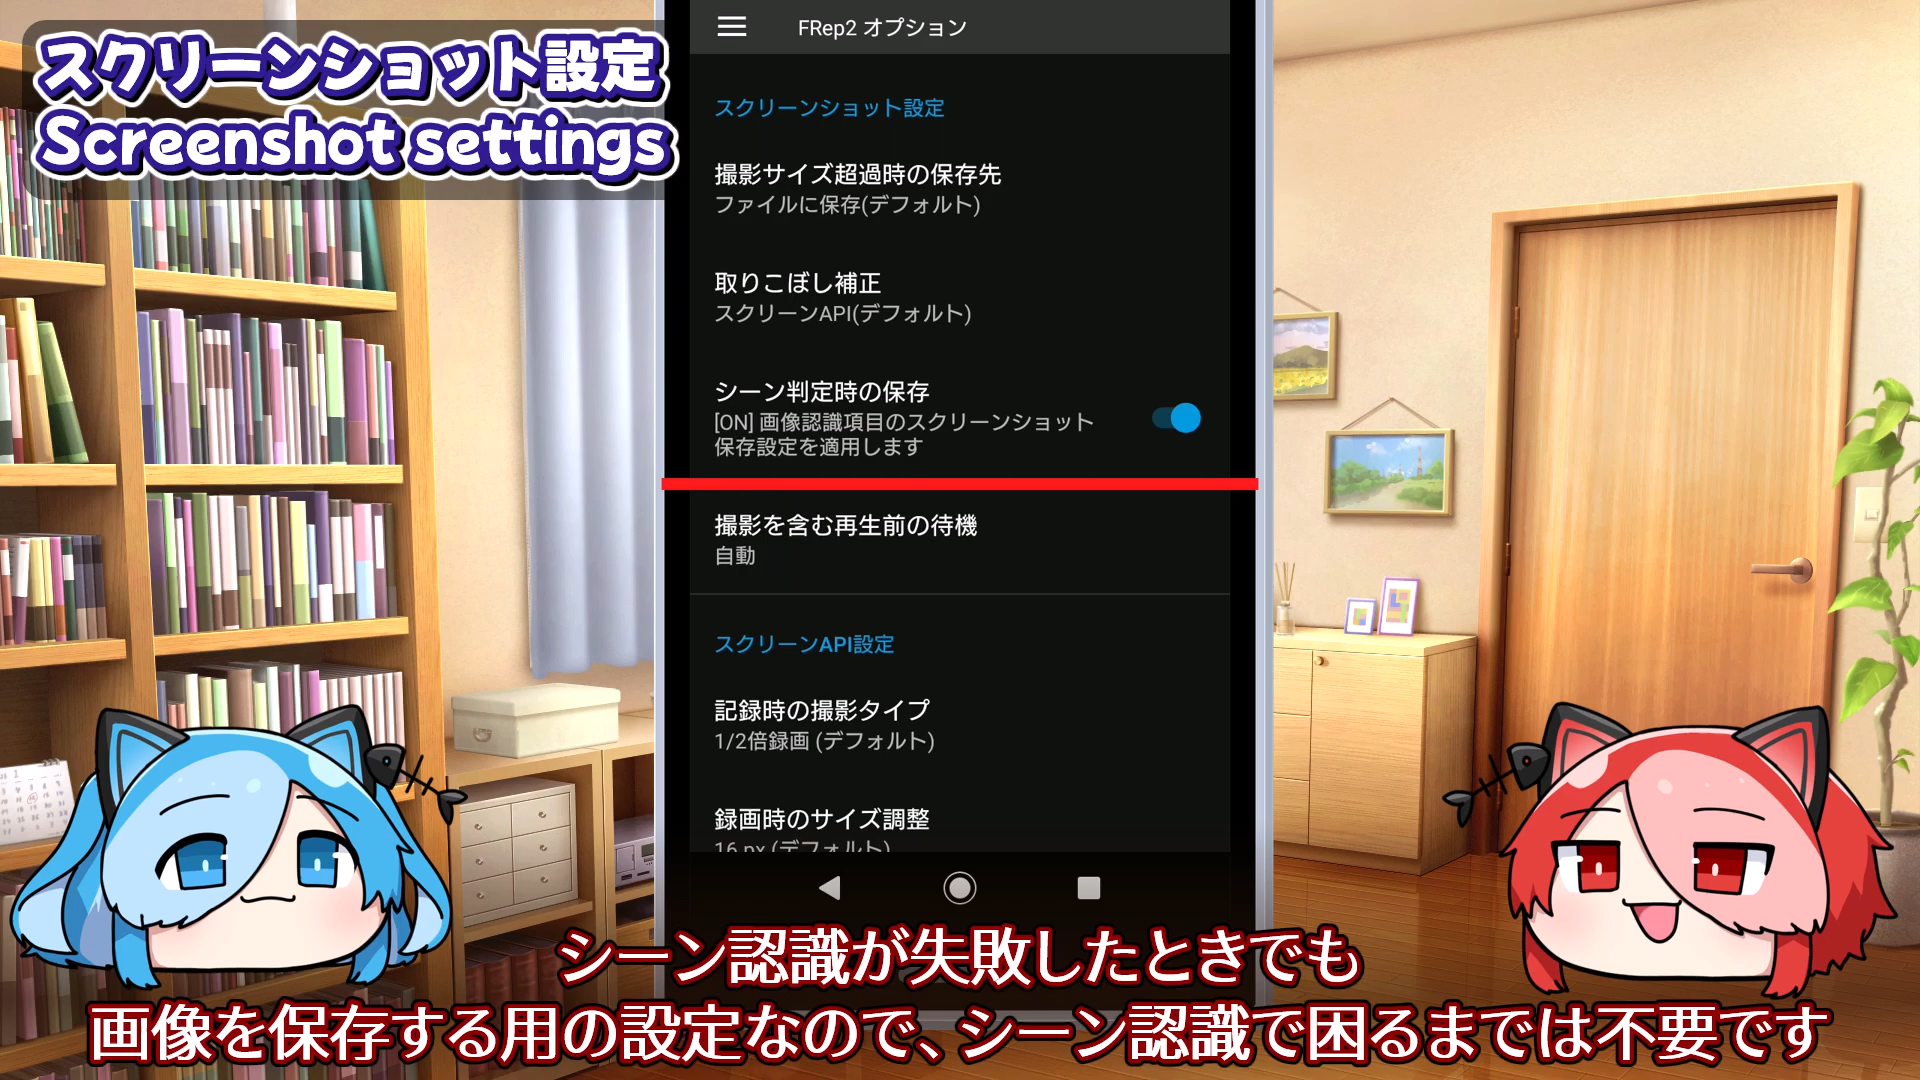 スクリーンショット設定
Screenshot settings
FRep2 オプション
スクリーンショット設定
撮影サイズ超過時の保存先
ファイルに保存(デフォルト)
取りこぼし補正
スクリーンAPI(デフォルト)
シーン判定時の保存
[ON] 画像認識項目のスクリーンショット
保存設定を適用します
撮影を含む再生前の待機
自動
スクリーンAPI設定
記録時の撮影タイプ
1/2倍録画 (デフォルト)
録画時のサイズ調整
16 px (デフォルト)
シーン認識が失敗したときでも
画像を保存する用の設定なので、シーン認識で困るまでは不要です